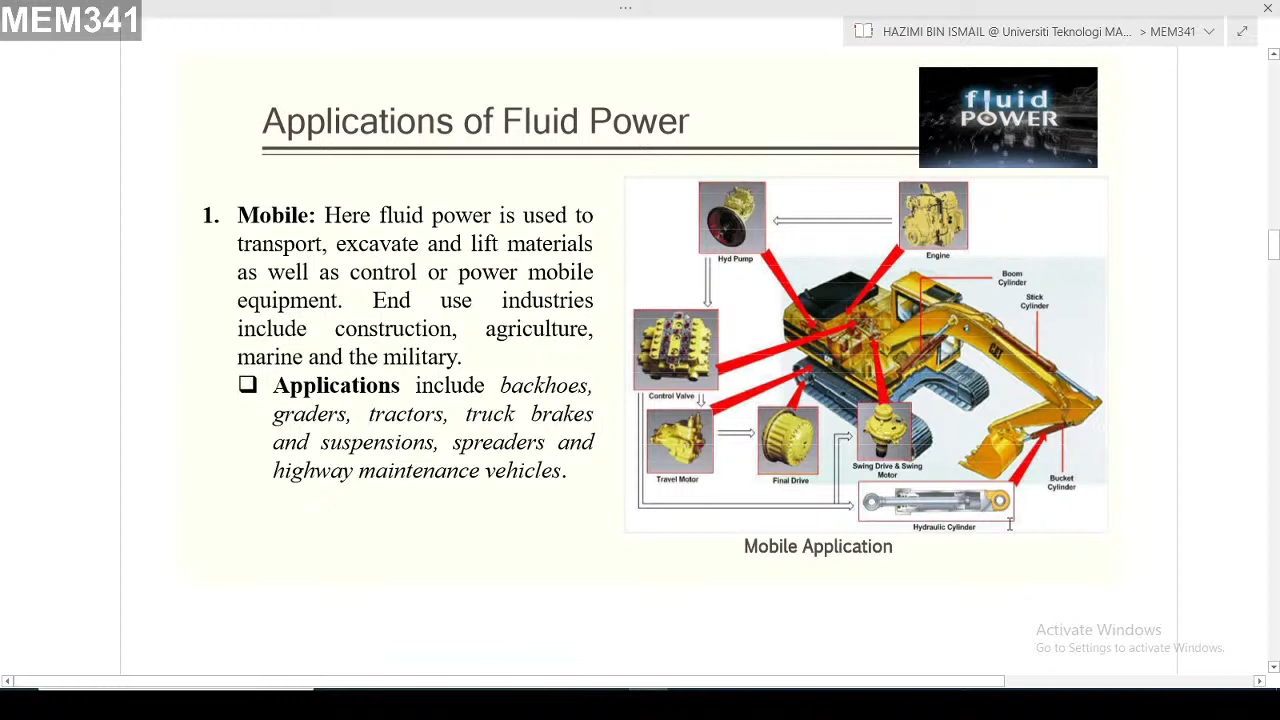 MEM341
HAZIMI BIN ISMAIL @ Universiti Teknologi MA... > MEM341
Applications of Fluid Power
fluid
POWER
1. Mobile: Here fluid power is used to
transport, excavate and lift materials
as well as control or power mobile
equipment. End use industries
include construction, agriculture,
marine and the military.
❑ Applications include backhoes,
graders, tractors, truck brakes
and suspensions, spreaders and
highway maintenance vehicles.
Hyd Pump
Engine
Boom
Cylinder
Stick
Cylinder
CAT
Control Valve
Travel Motor
Final Drive
Swing Drive & Swing
Motor
Bucket
Cylinder
Hydraulic Cylinder
Mobile Application
Activate Windows
Go to Settings to activate Windows.